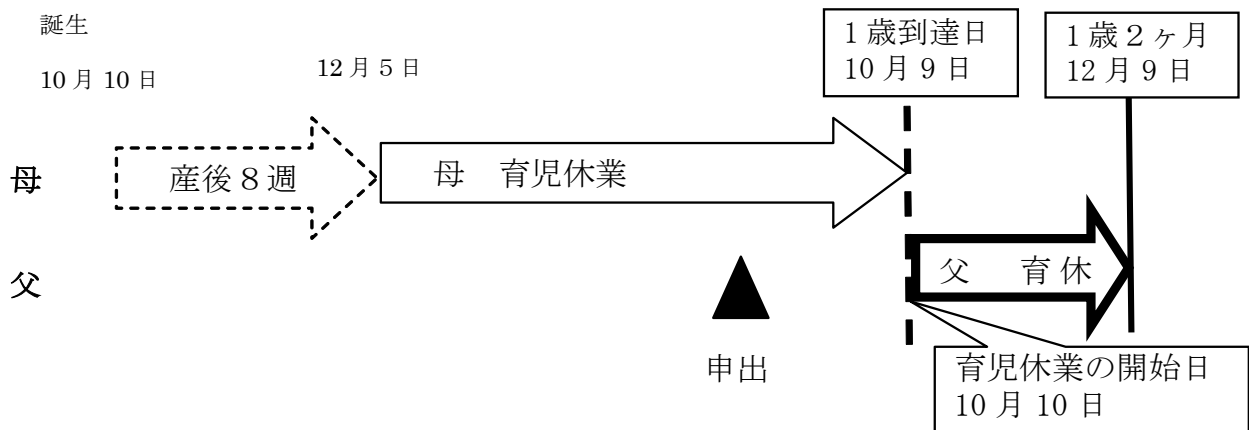 誕生
10月10日
12月5日
1歳到達日
10月9日
1歳2ヶ月
12月9日
母
産後8週
母 育児休業
父
父 育休
申出
育児休業の開始日
10月10日